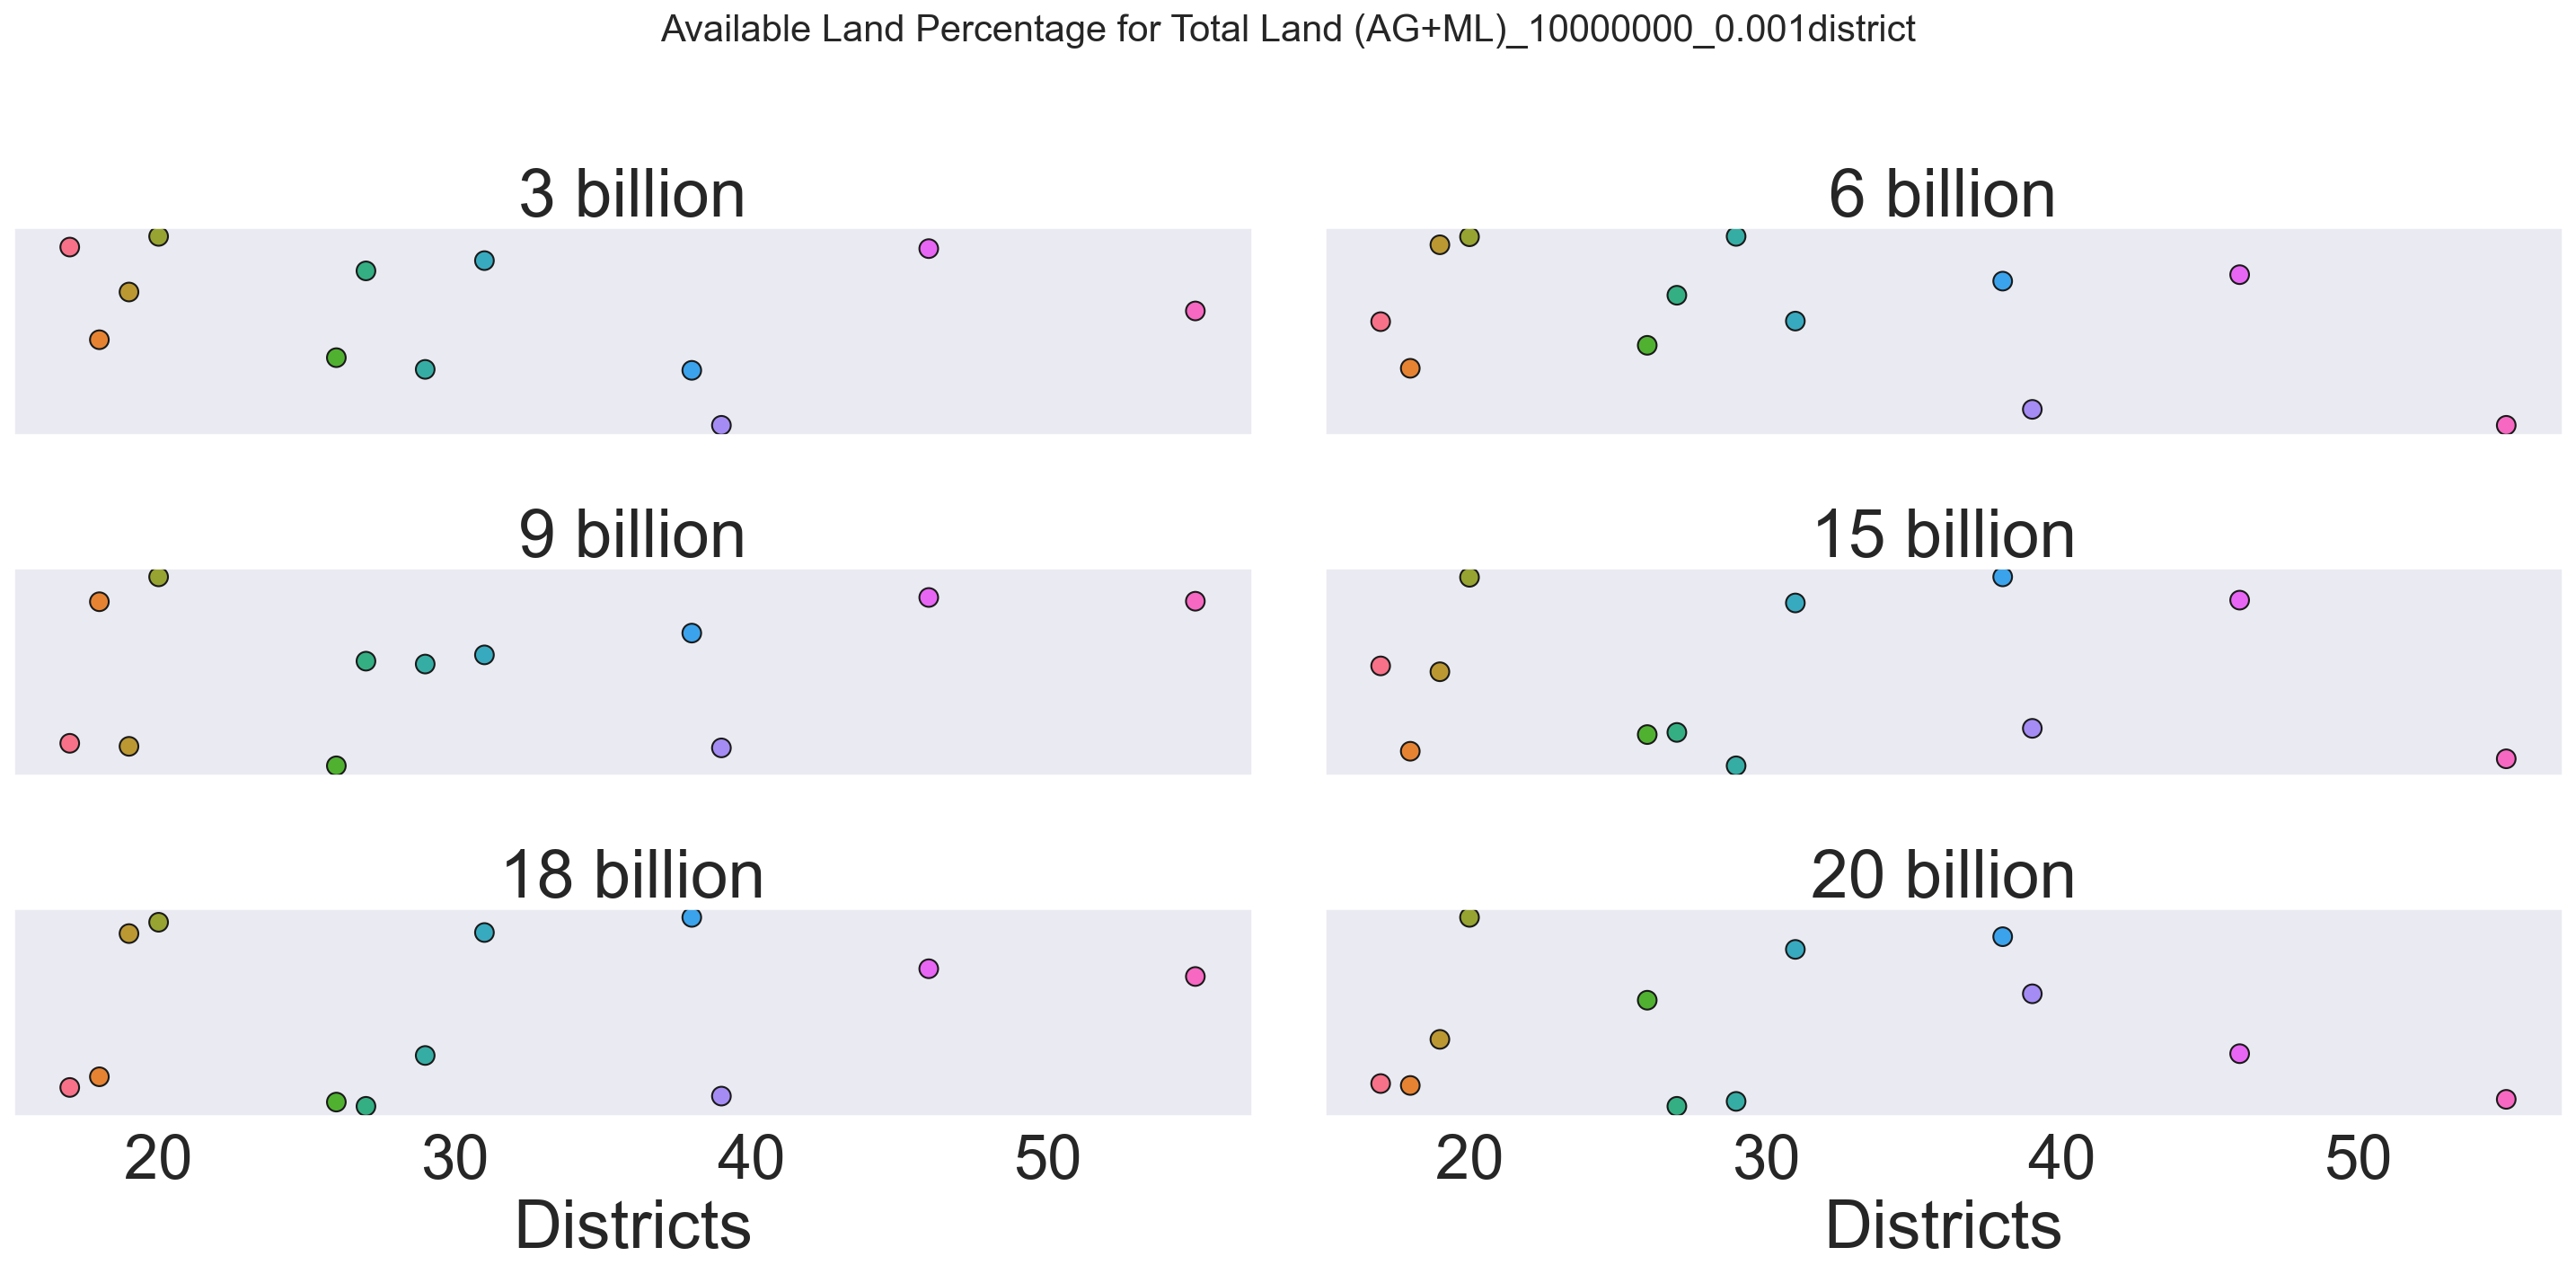 Available Land Percentage for Total Land (AG+ML)_10000000_0.001district
3 billion
6 billion
9 billion
15 billion
18 billion
20 billion
20 30 40 50
20 30 40 50
Districts
Districts